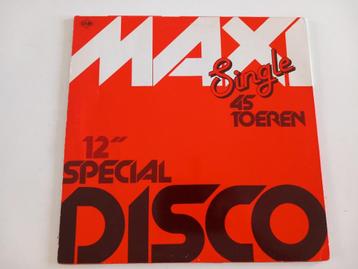 MAXI
Single
45
TOEREN
12"
SPECIAL
DISCO